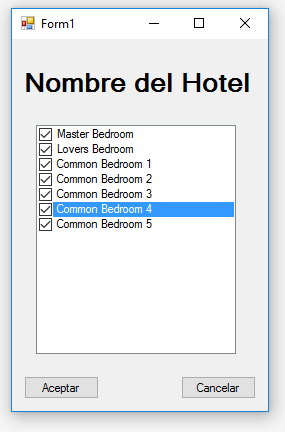 Form1
Nombre del Hotel
Master Bedroom
Lovers Bedroom
Common Bedroom 1
Common Bedroom 2
Common Bedroom 3
Common Bedroom 4
Common Bedroom 5
Aceptar
Cancelar